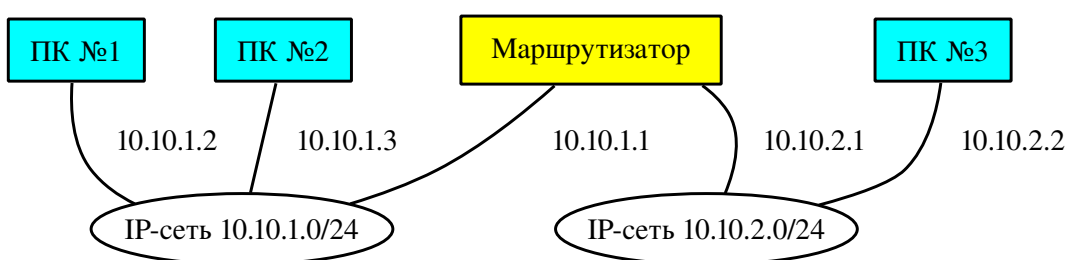 ПК №1
ПК №2
Маршрутизатор
ПК №3
10.10.1.2
10.10.1.3
10.10.1.1
10.10.2.1
10.10.2.2
IP-сеть 10.10.1.0/24
IP-сеть 10.10.2.0/24